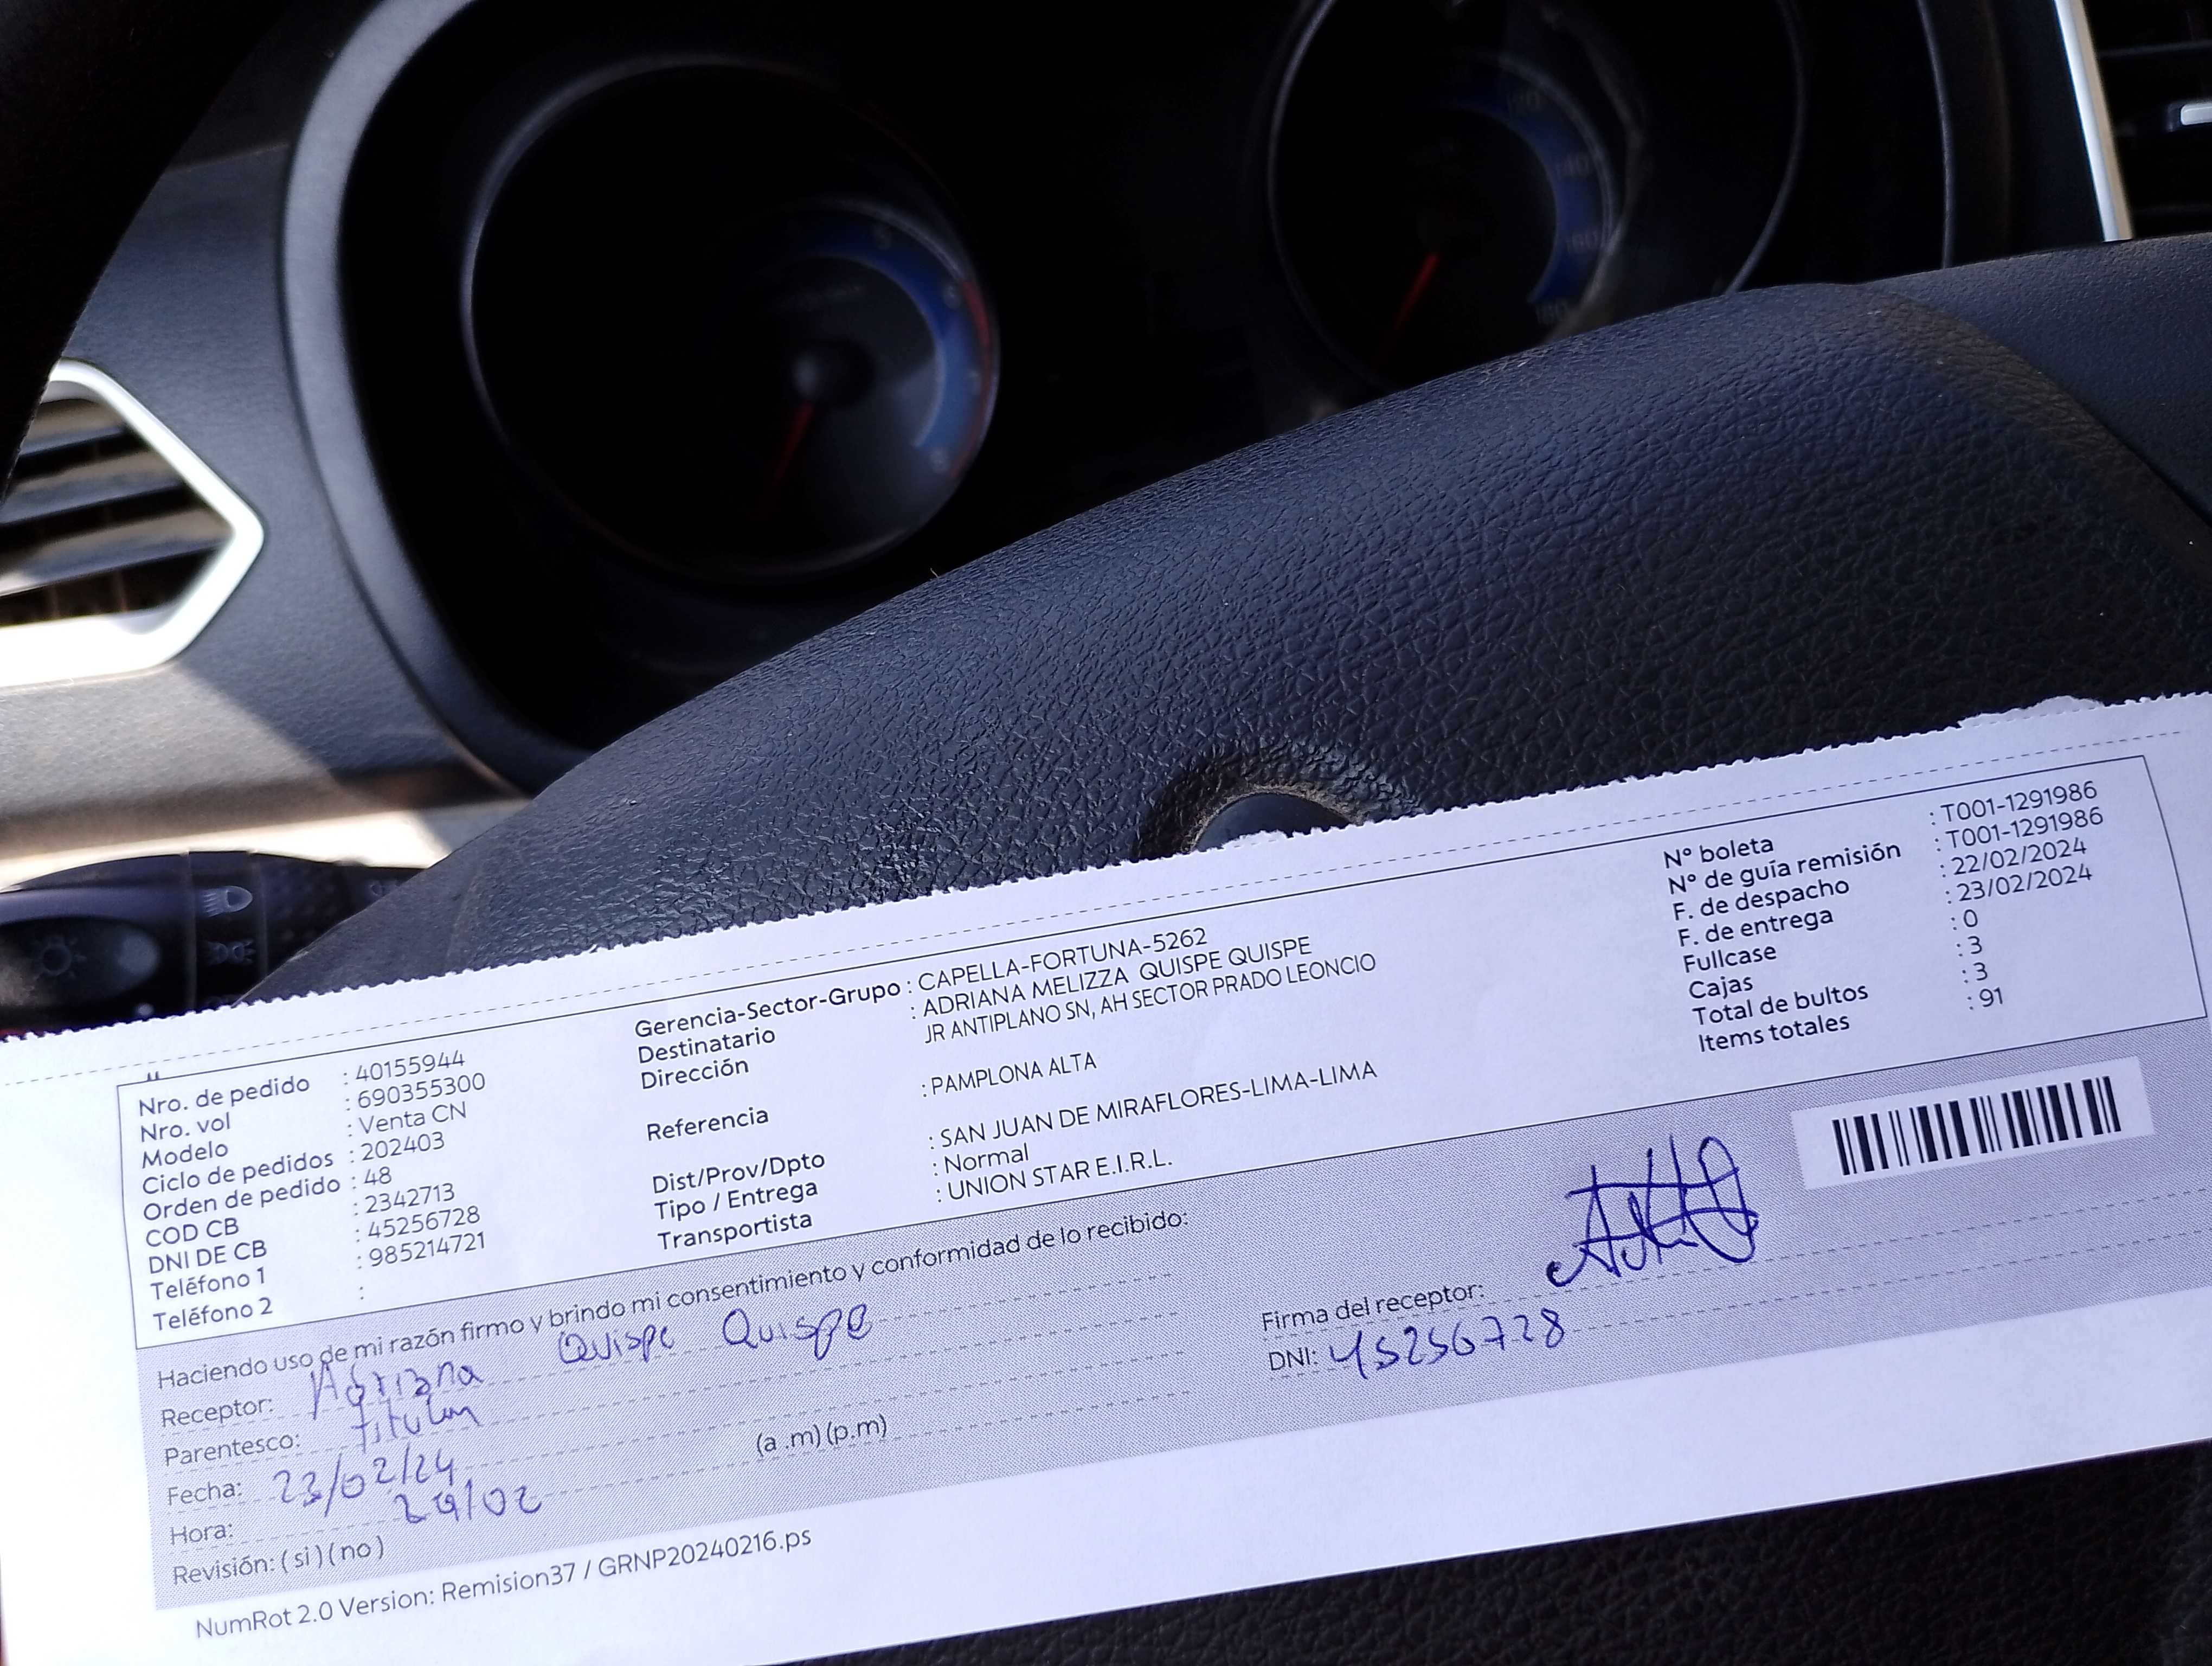 Nro. de pedido : 40155944
Nro. vol : 690355300
Modelo : Venta CN
Ciclo de pedidos : 202403
Orden de pedido : 48
COD CB : 2342713
DNI DE CB : 45256728
Teléfono 1 : 985214721
Teléfono 2 :
Gerencia-Sector-Grupo : CAPELLA-FORTUNA-5262
Destinatario : ADRIANA MELIZZA QUISPE QUISPE
Dirección JR ANTIPLANO SN, AH SECTOR PRADO LEONCIO
Referencia : PAMPLONA ALTA
Dist/Prov/Dpto : SAN JUAN DE MIRAFLORES-LIMA-LIMA
Tipo / Entrega : Normal
Transportista : UNION STAR E.I.R.L.
N° boleta : T001-1291986
N° de guía remisión : T001-1291986
F. de despacho : 22/02/2024
F. de entrega : 23/02/2024
Fullcase : 0
Cajas : 3
Total de bultos : 3
Items totales : 91
Haciendo uso de mi razón firmo y brindo mi consentimiento y conformidad de lo recibido:
Receptor: Adriana Quispe Quispe
Parentesco: titular
Fecha: 23/02/24
Hora: 29/02 (a .m) (p.m)
Revisión: ( si ) ( no )
Firma del receptor:
DNI: 45256728
NumRot 2.0 Version: Remision37 / GRNP20240216.ps